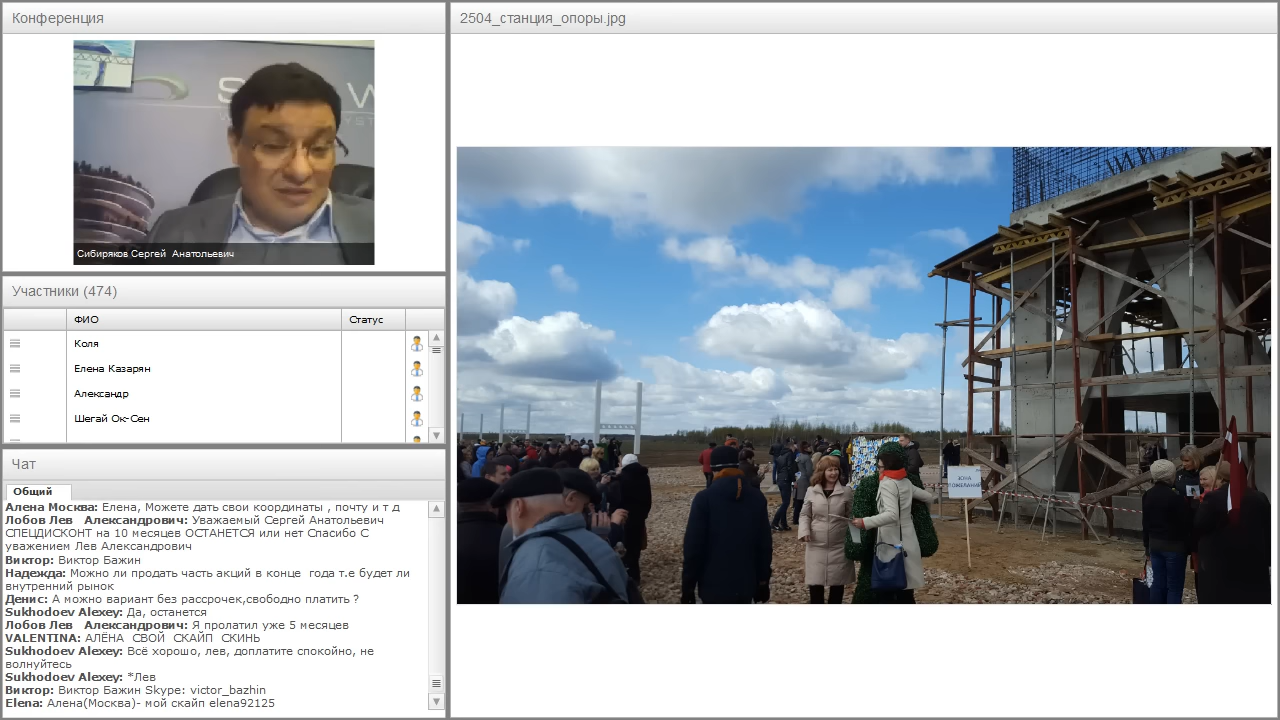 Конференция
2504_станция_опоры.jpg
S W
Сибиряков Сергей Анатольевич
Участники (474)
ФИО
Статус
Коля
Елена Казарян
Александр
Шегай Ок-Сен
ЗОНА
ПОЖЕЛАНИЙ
Чат
Общий
Алена Москва: Елена, Можете дать свои координаты , почту и т д
Лобов Лев Александрович: Уважаемый Сергей Анатольевич
СПЕЦДИСКОНТ на 10 месяцев ОСТАНЕТСЯ или нет Спасибо С
уважением Лев Александрович
Виктор: Виктор Бажин
Надежда: Можно ли продать часть акций в конце года т.е будет ли
внутренний рынок
Денис: А можно вариант без рассрочек,свободно платить ?
Sukhodoev Alexey: Да, останется
Лобов Лев Александрович: Я пролатил уже 5 месяцев
VALENTINA: АЛЁНА СВОЙ СКАЙП СКИНЬ
Sukhodoev Alexey: Всё хорошо, лев, доплатите спокойно, не
волнуйтесь
Sukhodoev Alexey: *Лев
Виктор: Виктор Бажин Skype: victor_bazhin
Elena: Алена(Москва)- мой скайп elena92125